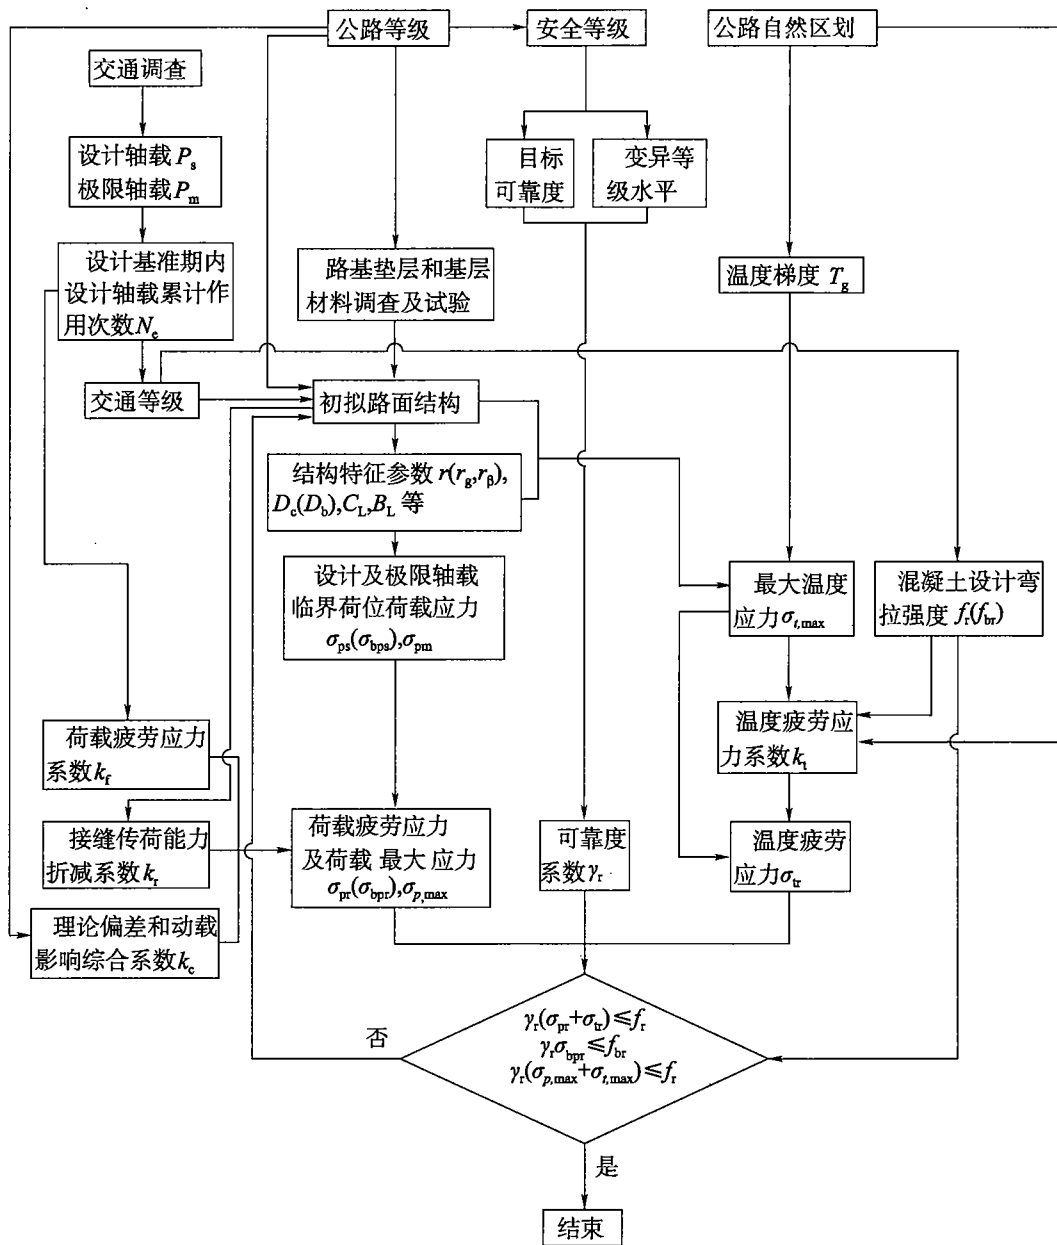 公路等级
安全等级
公路自然区划
交通调查
设计轴载 Ps
极限轴载 Pm
目标
可靠度
变异等
级水平
设计基准期内
设计轴载累计作
用次数 Ne
路基垫层和基层
材料调查及试验
温度梯度 Tg
交通等级
初拟路面结构
结构特征参数 r(rg,rβ),
Dc(Db),CL,BL 等
设计及极限轴载
临界荷位荷载应力
σps(σbps),σpm
最大温度
应力σt,max
混凝土设计弯
拉强度 fr(fbr)
荷载疲劳应力
系数kf
温度疲劳应
力系数kt
接缝传荷能力
折减系数kr
荷载疲劳应力
及荷载 最大 应力
σpr(σbpr),σp,max
可靠度
系数γr
温度疲劳
应力σtr
理论偏差和动载
影响综合系数kc
γr(σpr+σtr)≤fr
γrσbpr≤fbr
γr(σp,max+σt,max)≤fr
否
是
结束